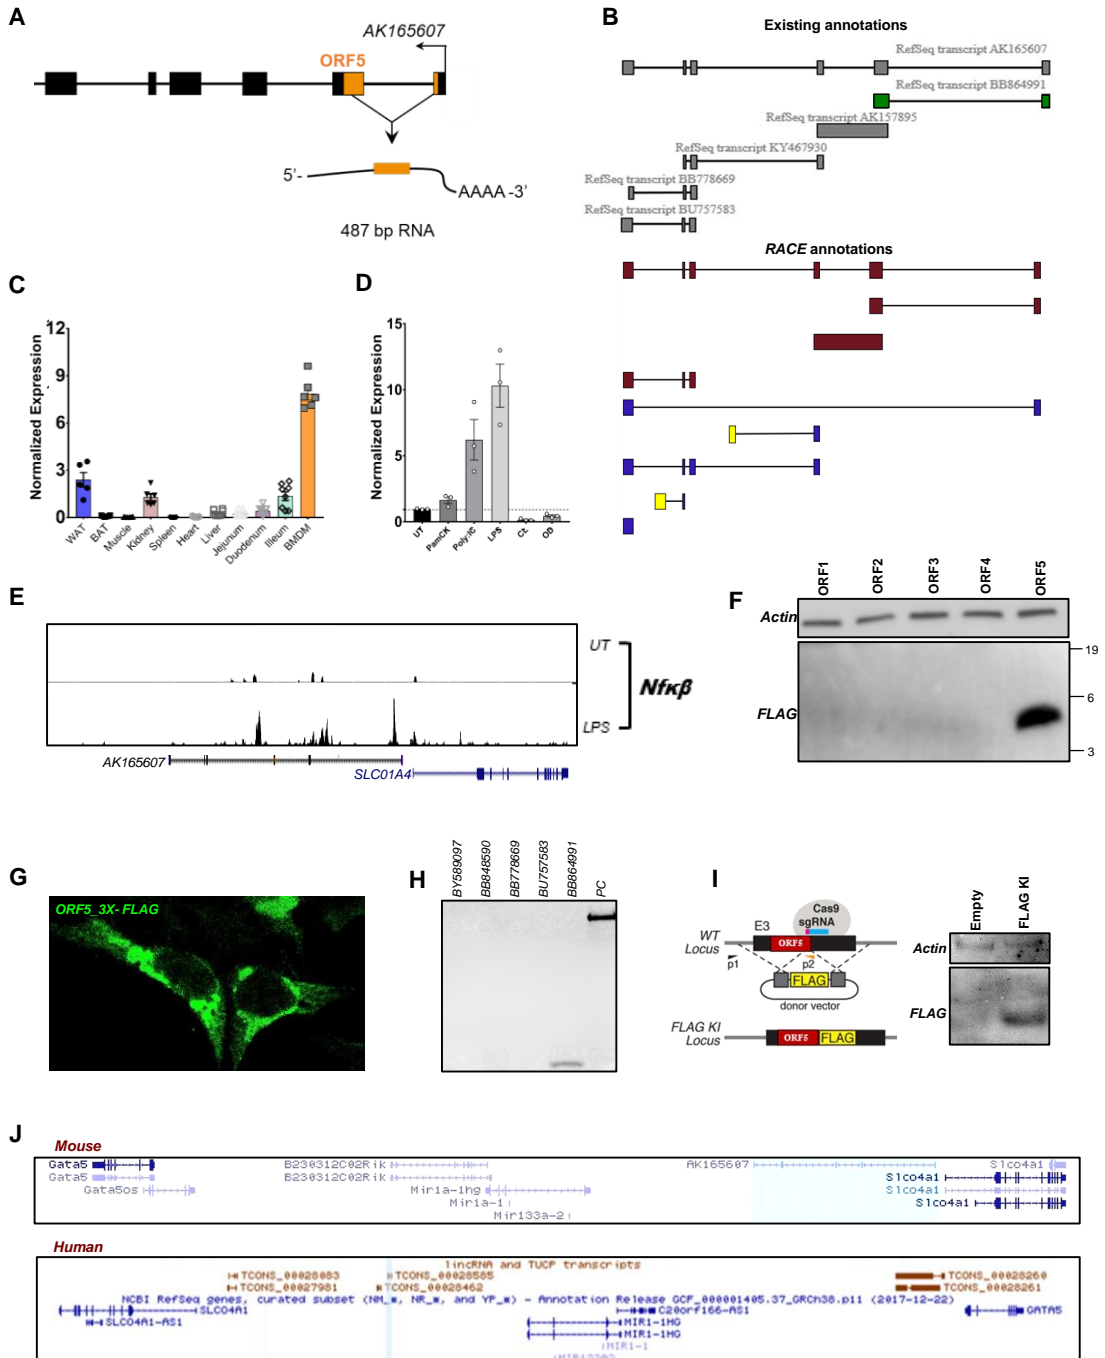 A
AK165607
ORF5
5'-
AAAA -3'
487 bp RNA
B
Existing annotations
RefSeq transcript AK165607
RefSeq transcript BB864991
RefSeq transcript AK157895
RefSeq transcript KY467930
RefSeq transcript BB778669
RefSeq transcript BU757583
RACE annotations
C
Normalized Expression
12
9
6
3
0
WAT
BAT
Muscle
Kidney
Spleen
Heart
Liver
Jejunum
Duodenum
Illeum
BMDM
D
Normalized Expression
15
10
5
0
UT
PamCK
Poly:IC
LPS
Ct.
OD
E
UT
LPS
Nfκβ
AK165607
SLC01A4
F
ORF1
ORF2
ORF3
ORF4
ORF5
Actin
FLAG
19
6
3
G
ORF5_3X- FLAG
H
BY589097
BB848590
BB778669
BU757583
BB864991
PC
I
WT
Locus
E3
Cas9
sgRNA
ORF5
p1
p2
FLAG
donor vector
FLAG KI
Locus
ORF5
FLAG
Empty
FLAG KI
Actin
FLAG
J
Mouse
Gata5
Gata5
Gata5os
B230312C02Rik
B230312C02Rik
Mir1a-1hg
Mir1a-1
Mir133a-2
AK165607
Slco4a1
Slco4a1
Slco4a1
Slco4a1
Human
lincRNA and TUCP transcripts
TCONS_00028083
TCONS_00028585
TCONS_00028260
TCONS_00027981
TCONS_00028462
TCONS_00028261
NCBI RefSeq genes, curated subset (NM_*, NR_*, and YP_*) - Annotation Release GCF_000001405.37_GRCh38.p11 (2017-12-22)
SLCO4A1
C20orf166-AS1
GATA5
SLCO4A1-AS1
MIR1-1HG
MIR1-1HG
MIR1-1